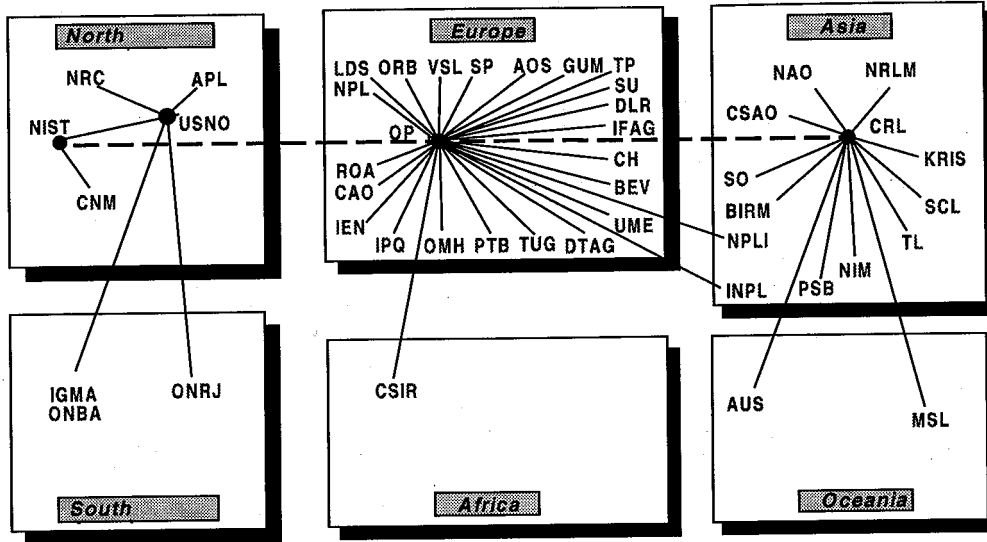 North
NRC
APL
NIST
USNO
CNM
Europe
LDS ORB VSL SP AOS GUM TP
NPL
SU
DLR
OP
IFAG
ROA
CH
CAO
BEV
IEN
UME
IPQ OMH PTB TUG DTAG
Asia
NAO
NRLM
CSAO
CRL
KRIS
SO
BIRM
SCL
NPLI
TL
NIM
INPL
PSB
IGMA
ONBA
ONRJ
South
CSIR
Africa
AUS
MSL
Oceania